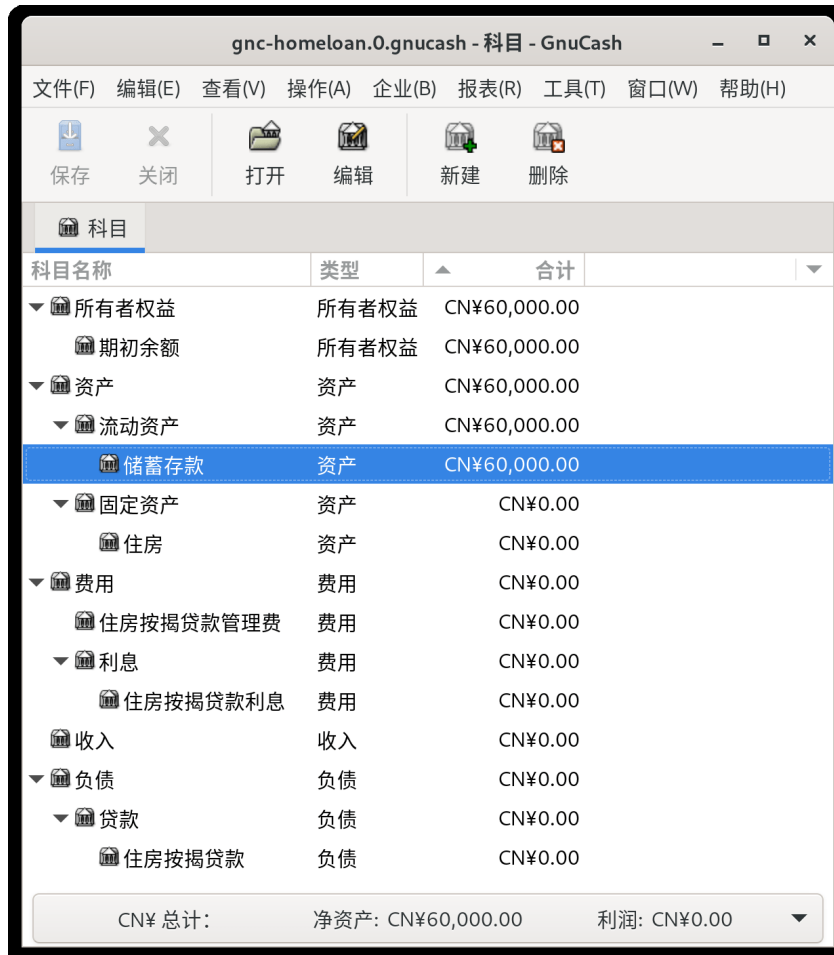 gnc-homeloan.0.gnucash - 科目 - GnuCash
文件(F) 编辑(E) 查看(V) 操作(A) 企业(B) 报表(R) 工具(T) 窗口(W) 帮助(H)
保存 关闭 打开 编辑 新建 删除
科目
科目名称 类型 合计
所有者权益 所有者权益 CN¥60,000.00
期初余额 所有者权益 CN¥60,000.00
资产 资产 CN¥60,000.00
流动资产 资产 CN¥60,000.00
储蓄存款 资产 CN¥60,000.00
固定资产 资产 CN¥0.00
住房 资产 CN¥0.00
费用 费用 CN¥0.00
住房按揭贷款管理费 费用 CN¥0.00
利息 费用 CN¥0.00
住房按揭贷款利息 费用 CN¥0.00
收入 收入 CN¥0.00
负债 负债 CN¥0.00
贷款 负债 CN¥0.00
住房按揭贷款 负债 CN¥0.00
CN¥ 总计： 净资产: CN¥60,000.00 利润: CN¥0.00